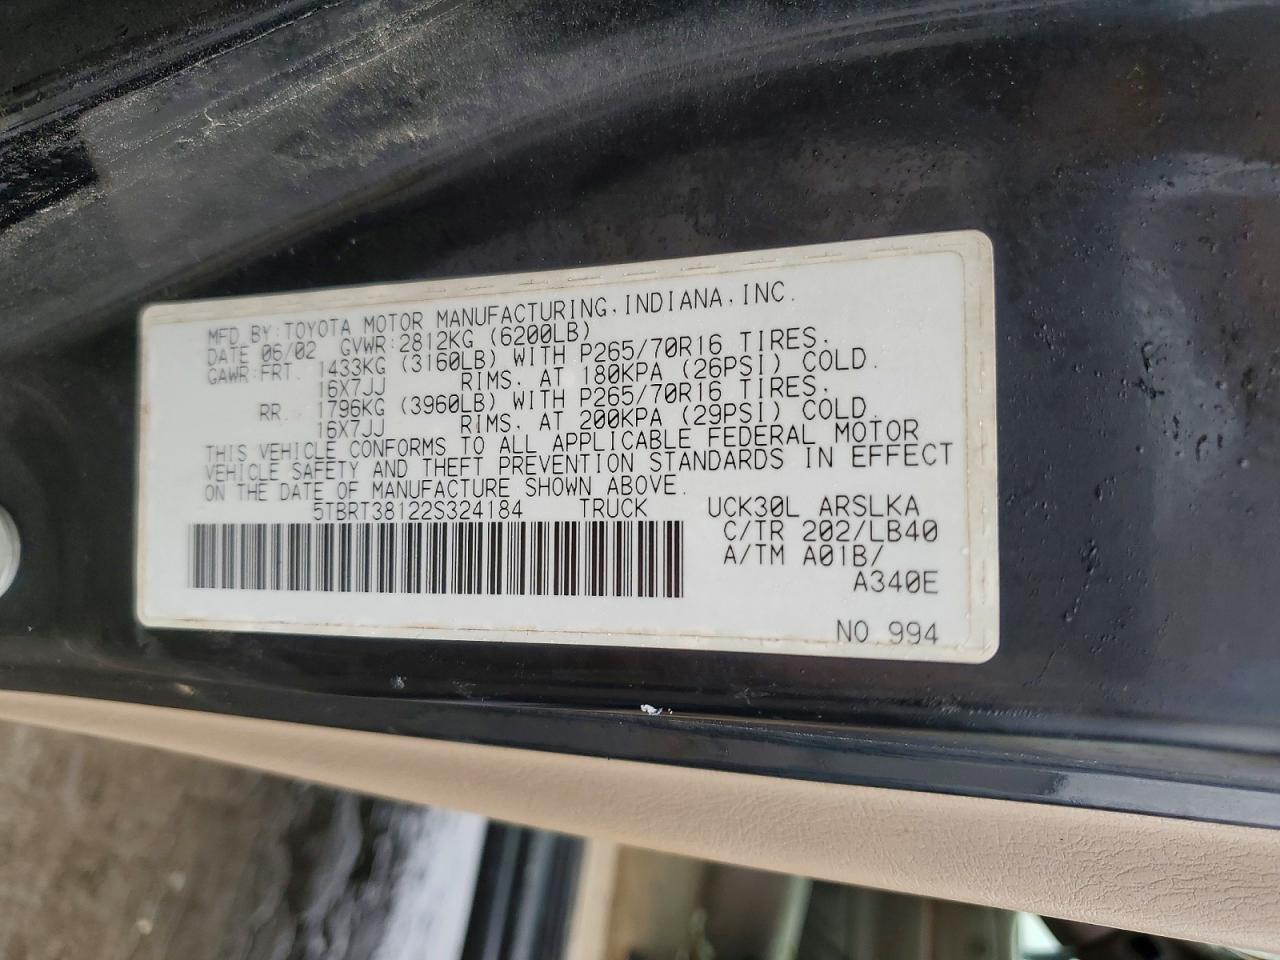 MFD.BY:TOYOTA MOTOR MANUFACTURING,INDIANA,INC.
DATE 06/02 GVWR:2812KG (6200LB)
GAWR:FRT. 1433KG (3160LB) WITH P265/70R16 TIRES.
16X7JJ RIMS. AT 180KPA (26PSI) COLD.
RR. 1796KG (3960LB) WITH P265/70R16 TIRES.
16X7JJ RIMS. AT 200KPA (29PSI) COLD.
THIS VEHICLE CONFORMS TO ALL APPLICABLE FEDERAL MOTOR
VEHICLE SAFETY AND THEFT PREVENTION STANDARDS IN EFFECT
ON THE DATE OF MANUFACTURE SHOWN ABOVE.
5TBRT38122S324184 TRUCK UCK30L ARSLKA
C/TR 202/LB40
A/TM A01B/
A340E
NO.994